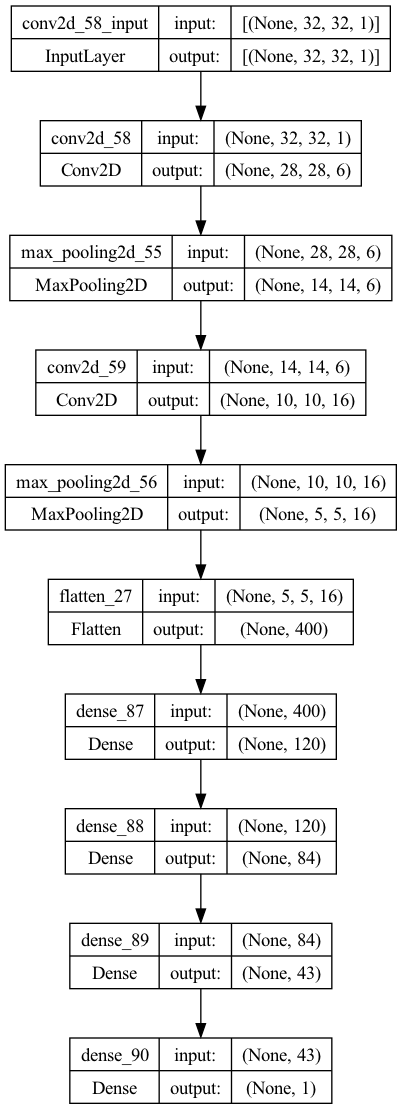 conv2d_58_input input: [(None, 32, 32, 1)]
InputLayer output: [(None, 32, 32, 1)]
conv2d_58 input: (None, 32, 32, 1)
Conv2D output: (None, 28, 28, 6)
max_pooling2d_55 input: (None, 28, 28, 6)
MaxPooling2D output: (None, 14, 14, 6)
conv2d_59 input: (None, 14, 14, 6)
Conv2D output: (None, 10, 10, 16)
max_pooling2d_56 input: (None, 10, 10, 16)
MaxPooling2D output: (None, 5, 5, 16)
flatten_27 input: (None, 5, 5, 16)
Flatten output: (None, 400)
dense_87 input: (None, 400)
Dense output: (None, 120)
dense_88 input: (None, 120)
Dense output: (None, 84)
dense_89 input: (None, 84)
Dense output: (None, 43)
dense_90 input: (None, 43)
Dense output: (None, 1)